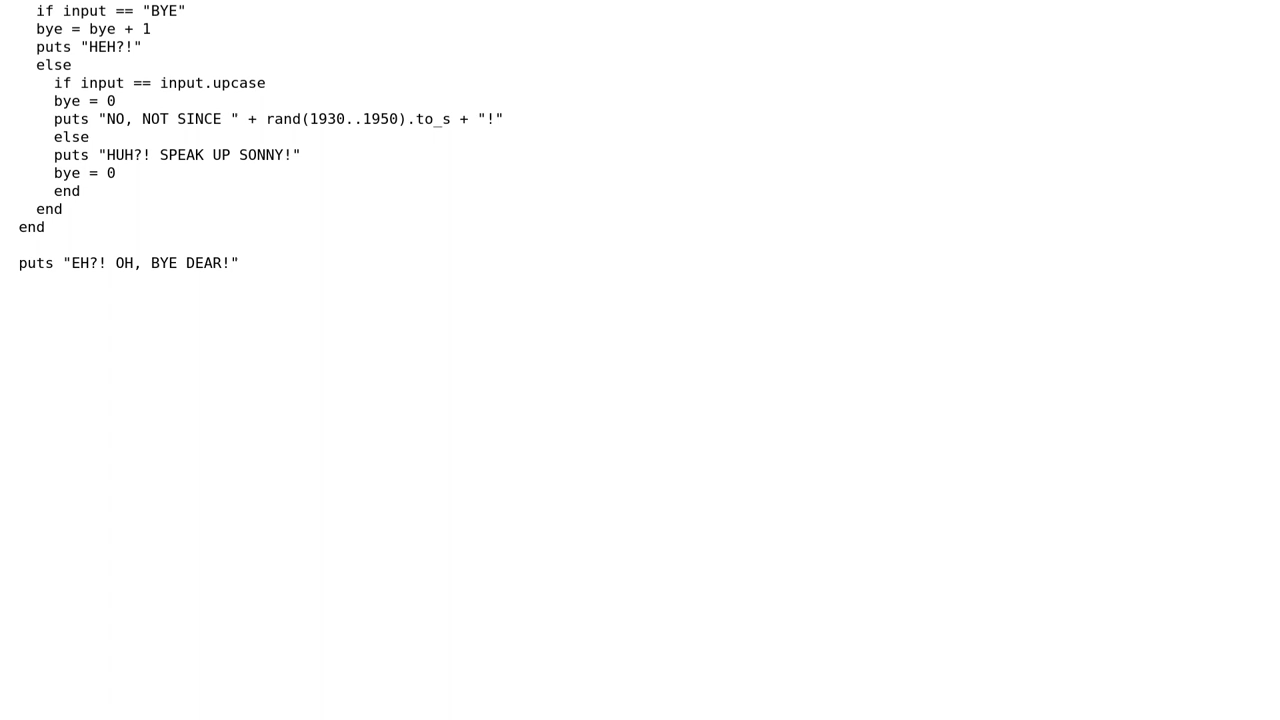 if input == "BYE"
bye = bye + 1
puts "HEH?!"
else
if input == input.upcase
bye = 0
puts "NO, NOT SINCE " + rand(1930..1950).to_s + "!"
else
puts "HUH?! SPEAK UP SONNY!"
bye = 0
end
end
end
puts "EH?! OH, BYE DEAR!"